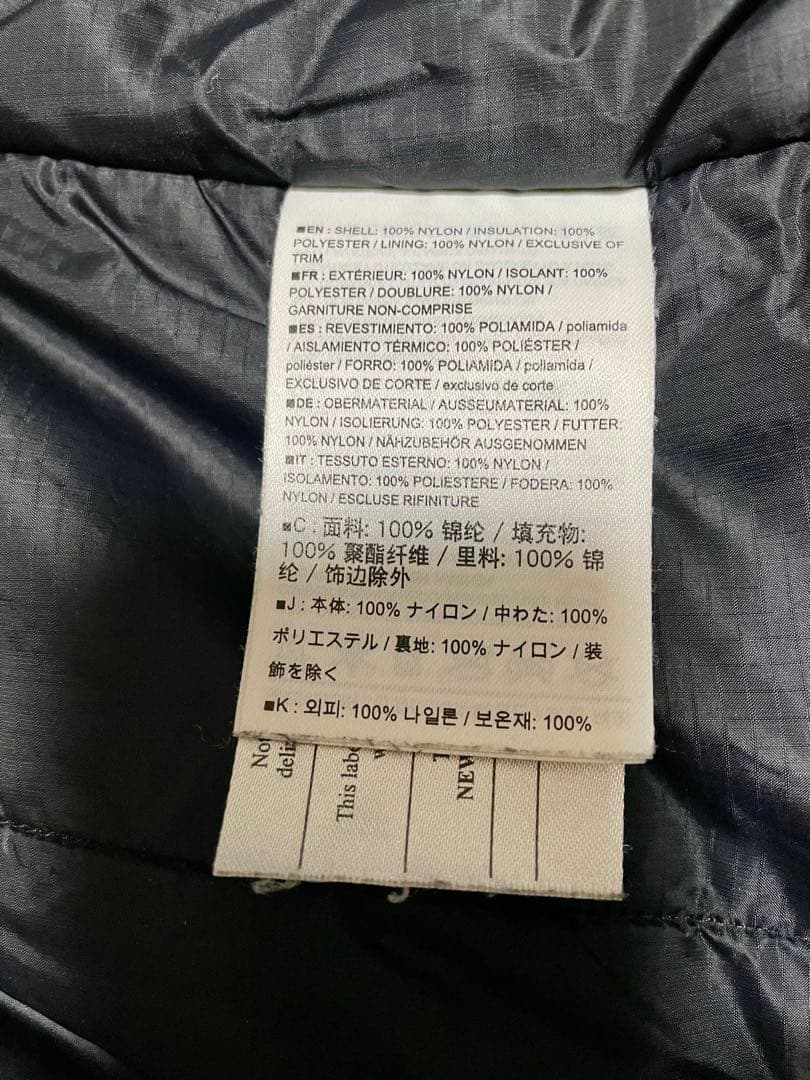 ■EN : SHELL: 100% NYLON / INSULATION: 100%
POLYESTER / LINING: 100% NYLON / EXCLUSIVE OF
TRIM
■FR : EXTÉRIEUR: 100% NYLON / ISOLANT: 100%
POLYESTER / DOUBLURE: 100% NYLON /
GARNITURE NON-COMPRISE
■ES : REVESTIMIENTO: 100% POLIAMIDA / poliamida
/ AISLAMIENTO TÉRMICO: 100% POLIÉSTER /
poliéster / FORRO: 100% POLIAMIDA / poliamida /
EXCLUSIVO DE CORTE / exclusivo de corte
■DE : OBERMATERIAL / AUSSEUMATERIAL: 100%
NYLON / ISOLIERUNG: 100% POLYESTER / FUTTER:
100% NYLON / NÄHZUBEHÖR AUSGENOMMEN
■IT : TESSUTO ESTERNO: 100% NYLON /
ISOLAMENTO: 100% POLIESTERE / FODERA: 100%
NYLON / ESCLUSE RIFINITURE
■C : 面料: 100% 锦纶 / 填充物:
100% 聚酯纤维 / 里料: 100% 锦
纶 / 饰边除外
■J : 本体: 100% ナイロン / 中わた: 100%
ポリエステル / 裏地: 100% ナイロン / 装
飾を除く
■K : 외피: 100% 나일론 / 보온재: 100%
This
NEW